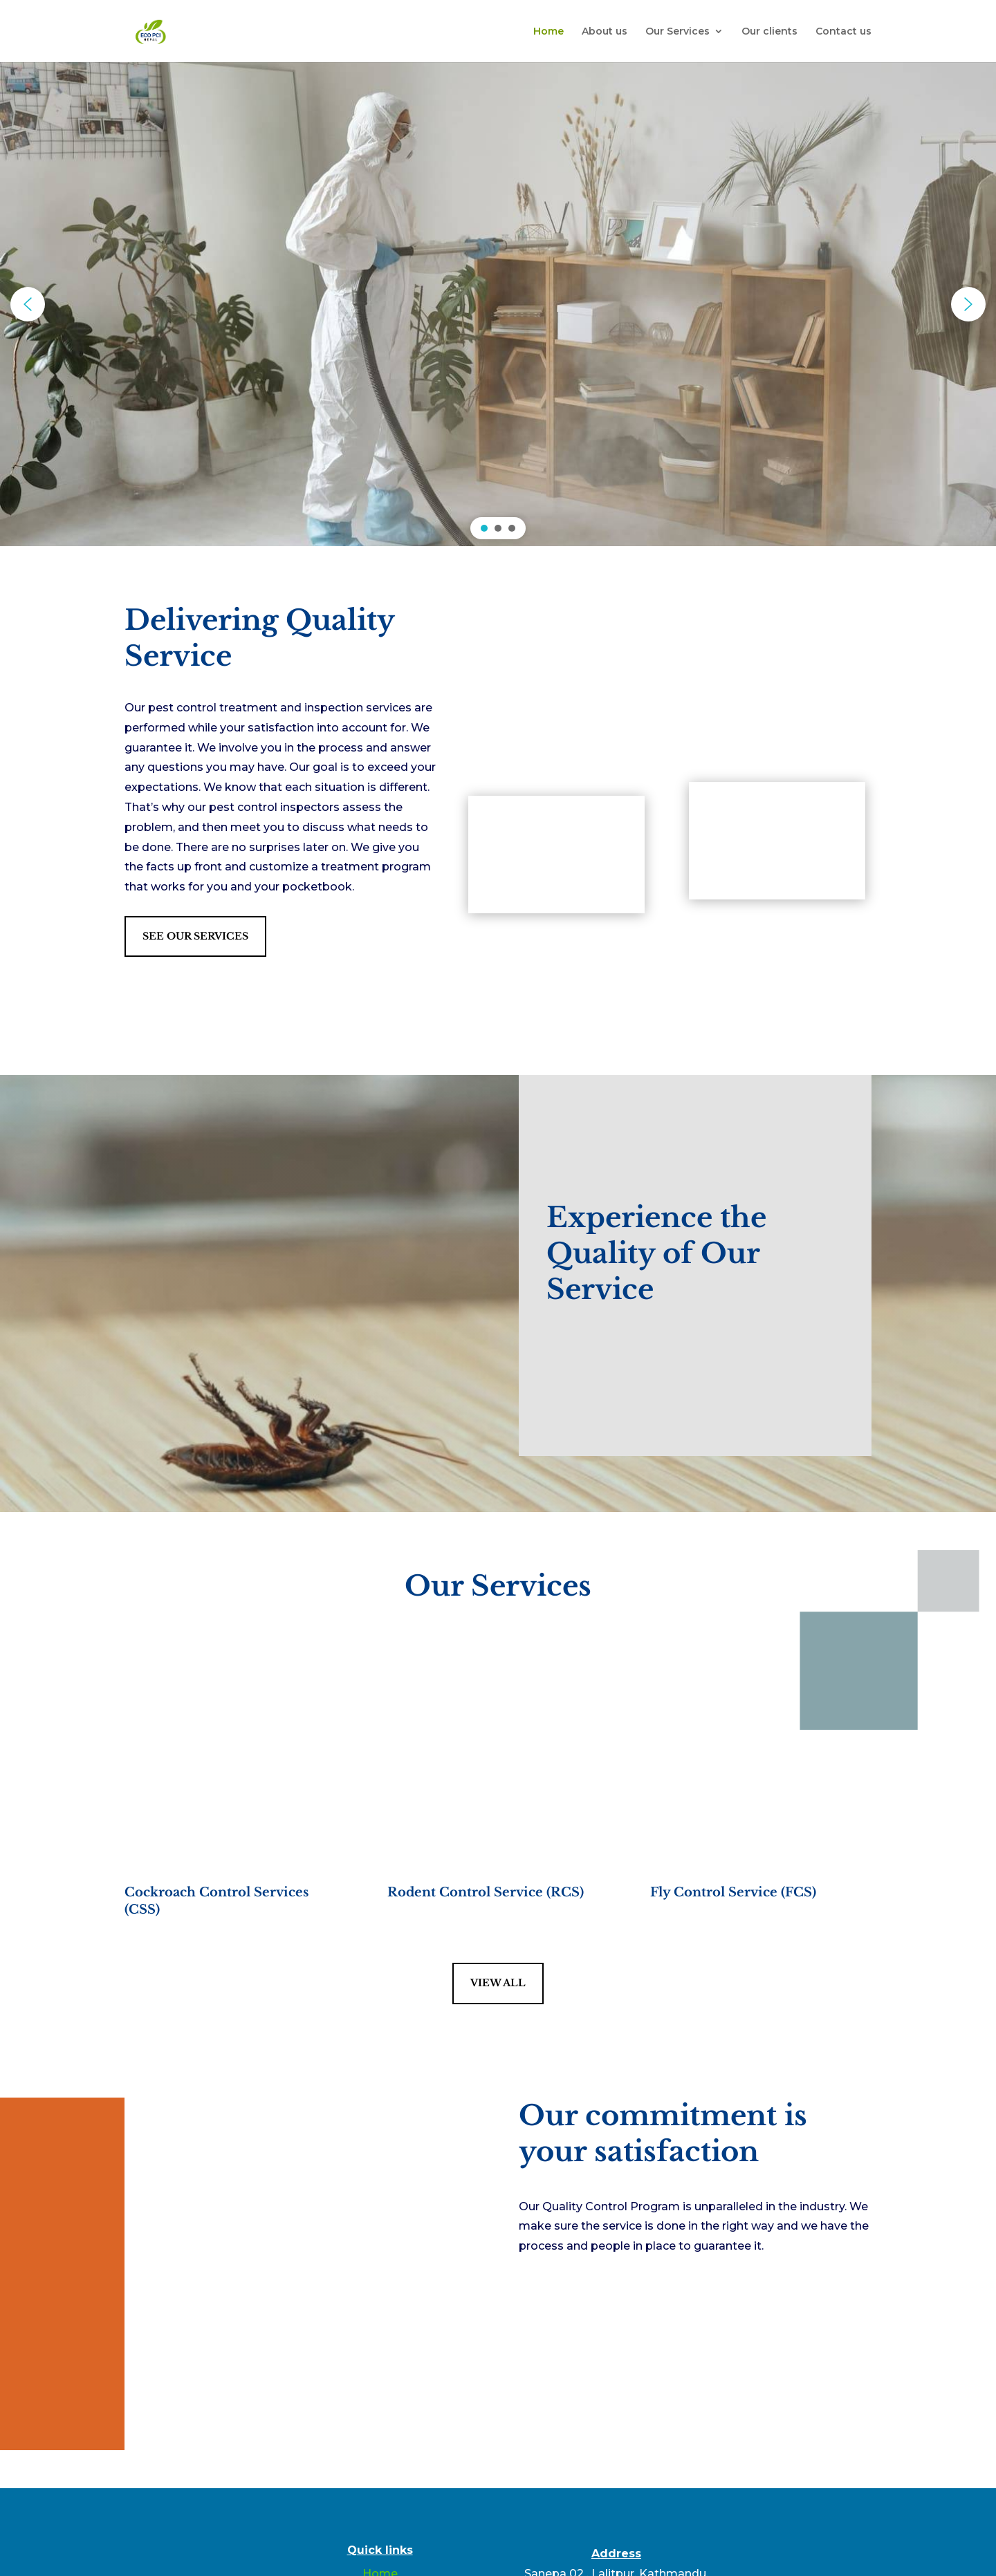 ECO PCI
NEPAL
Home
About us
Our Services
Our clients
Contact us
Delivering Quality
Service
Our pest control treatment and inspection services are
performed while your satisfaction into account for. We
guarantee it. We involve you in the process and answer
any questions you may have. Our goal is to exceed your
expectations. We know that each situation is different.
That’s why our pest control inspectors assess the
problem, and then meet you to discuss what needs to
be done. There are no surprises later on. We give you
the facts up front and customize a treatment program
that works for you and your pocketbook.
SEE OUR SERVICES
Experience the
Quality of Our
Service
Our Services
Cockroach Control Services
(CSS)
Rodent Control Service (RCS)
Fly Control Service (FCS)
VIEW ALL
Our commitment is
your satisfaction
Our Quality Control Program is unparalleled in the industry. We
make sure the service is done in the right way and we have the
process and people in place to guarantee it.
Quick links
Home
Address
Sanepa 02 , Lalitpur, Kathmandu